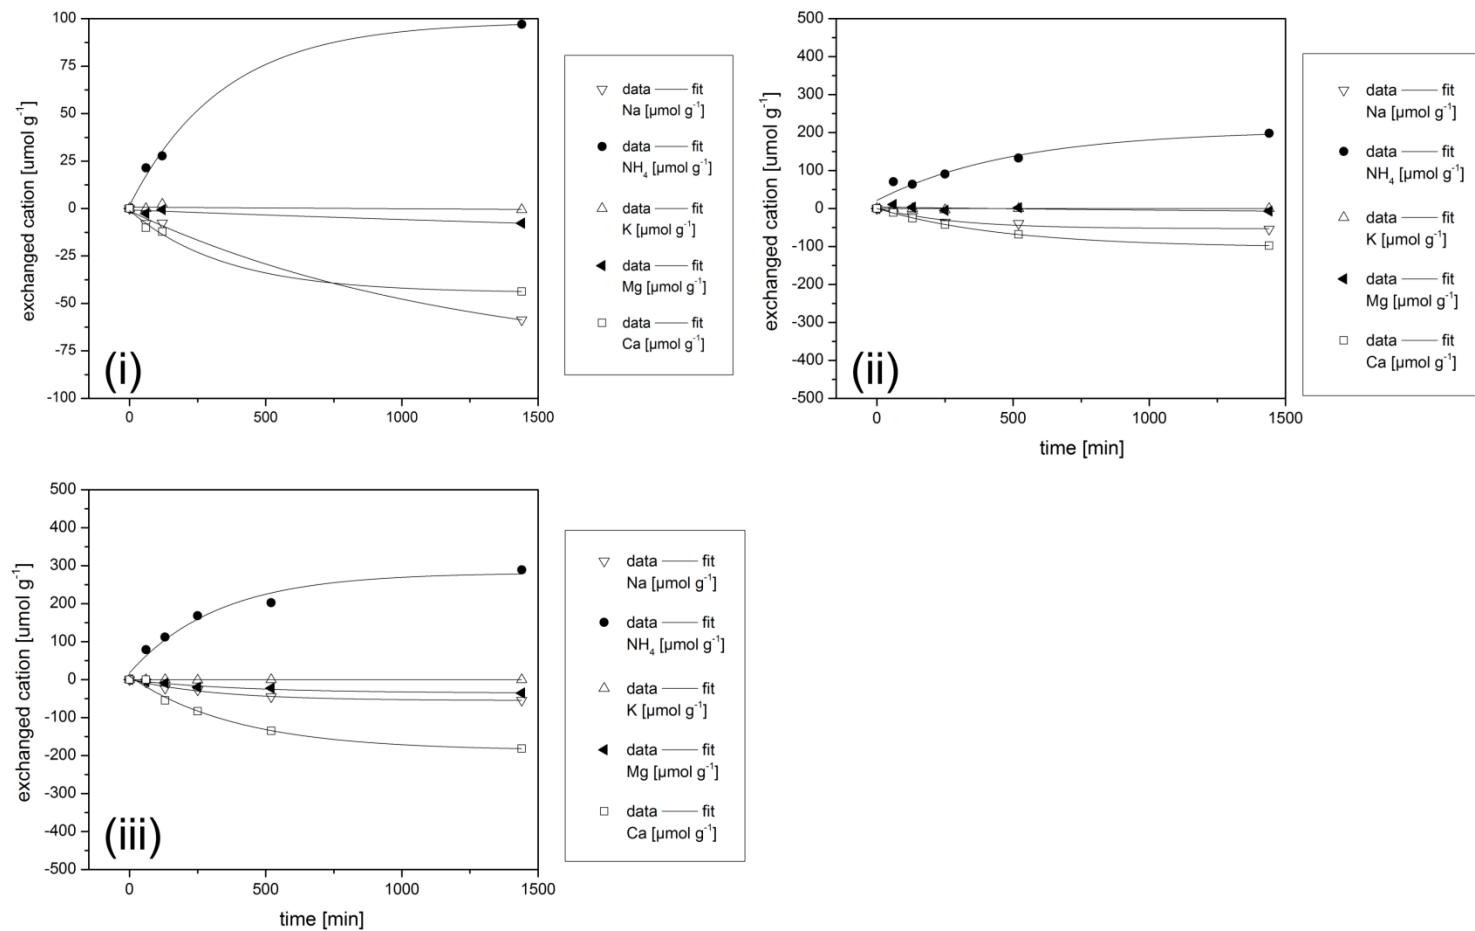 100
75
50
25
0
-25
-50
-75
-100
exchanged cation [umol g⁻¹]
0
500
1000
1500
(i)
data —— fit
Na [µmol g⁻¹]
data —— fit
NH₄ [µmol g⁻¹]
data —— fit
K [µmol g⁻¹]
data —— fit
Mg [µmol g⁻¹]
data —— fit
Ca [µmol g⁻¹]
500
400
300
200
100
0
-100
-200
-300
-400
-500
exchanged cation [umol g⁻¹]
0
500
1000
1500
time [min]
(ii)
data —— fit
Na [µmol g⁻¹]
data —— fit
NH₄ [µmol g⁻¹]
data —— fit
K [µmol g⁻¹]
data —— fit
Mg [µmol g⁻¹]
data —— fit
Ca [µmol g⁻¹]
500
400
300
200
100
0
-100
-200
-300
-400
-500
exchanged cation [umol g⁻¹]
0
500
1000
1500
time [min]
(iii)
data —— fit
Na [µmol g⁻¹]
data —— fit
NH₄ [µmol g⁻¹]
data —— fit
K [µmol g⁻¹]
data —— fit
Mg [µmol g⁻¹]
data —— fit
Ca [µmol g⁻¹]